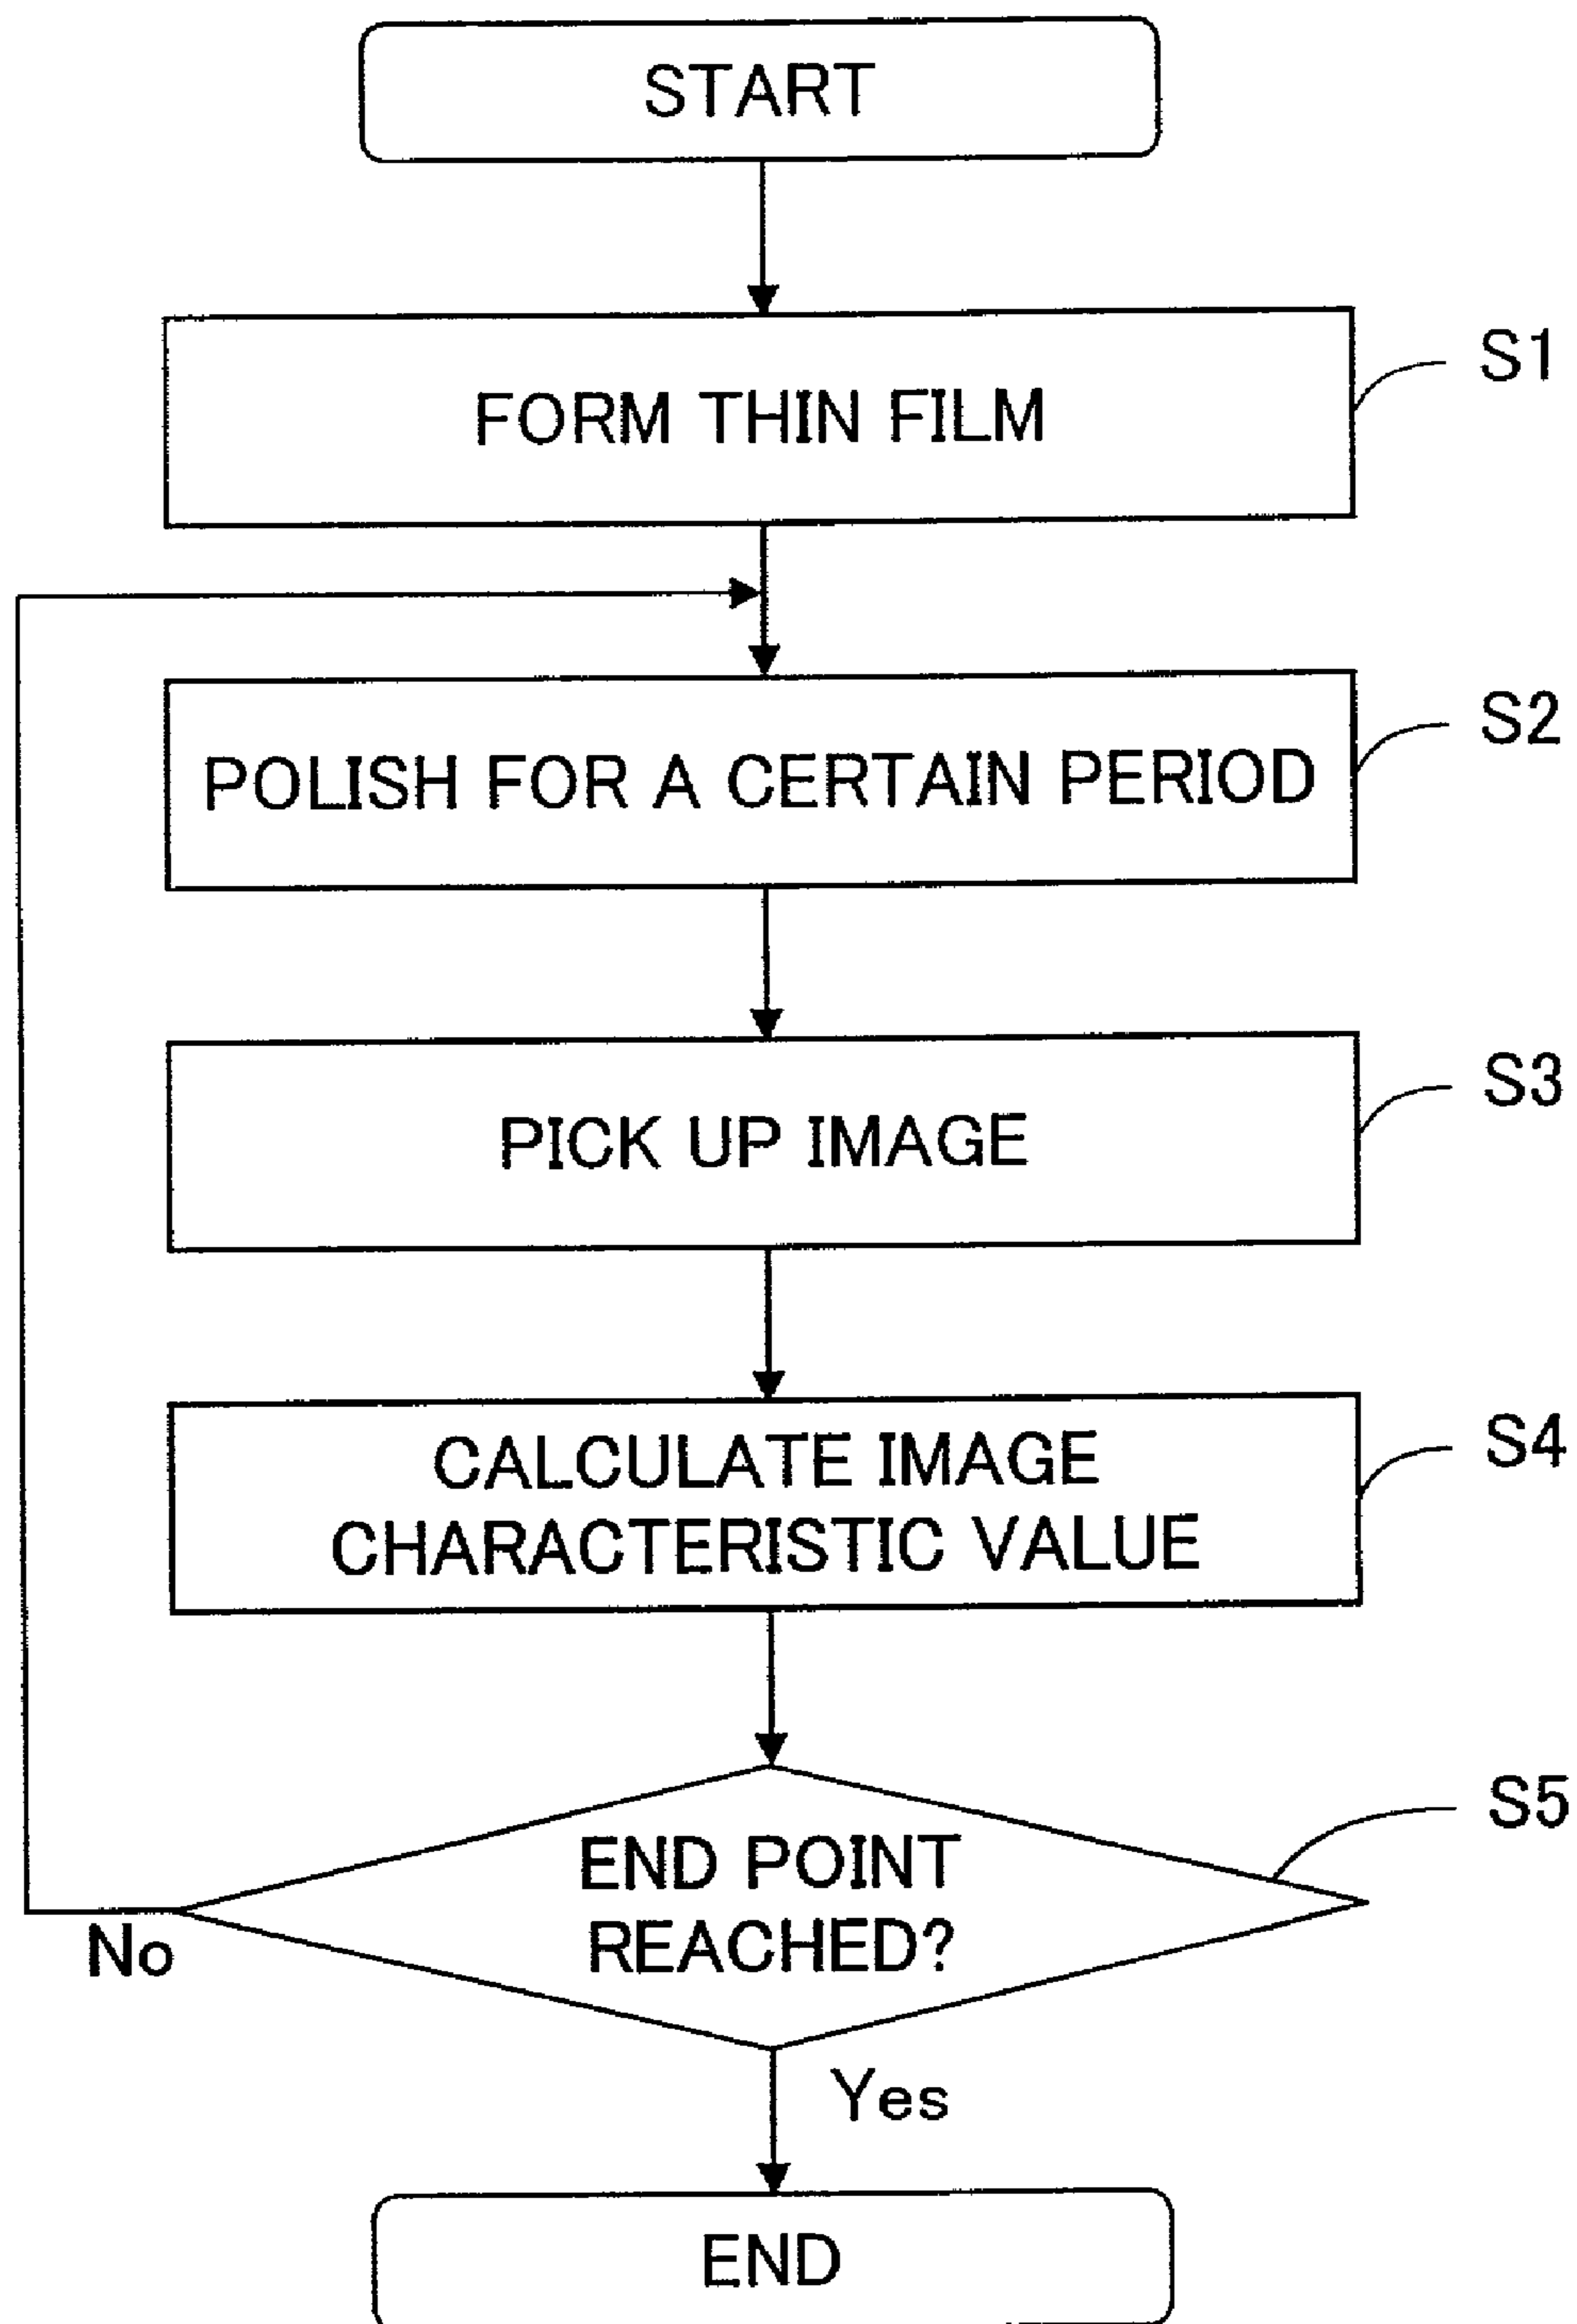 START
FORM THIN FILM
S1
POLISH FOR A CERTAIN PERIOD
S2
PICK UP IMAGE
S3
CALCULATE IMAGE
CHARACTERISTIC VALUE
S4
END POINT
REACHED?
S5
No
Yes
END